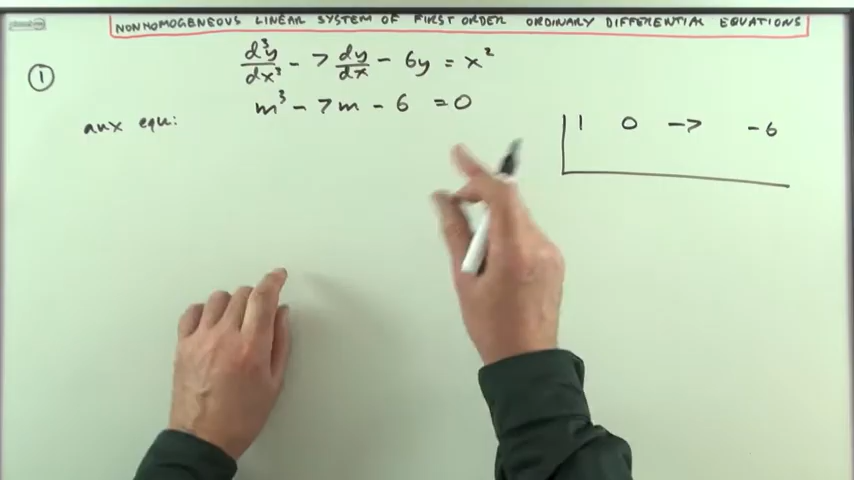 NONHOMOGENEOUS LINEAR SYSTEM OF FIRST ORDER ORDINARY DIFFERENTIAL EQUATIONS
① d³y/dx³ - 7 dy/dx - 6y = x²
aux equ: m³ - 7m - 6 = 0
1 0 -7 -6